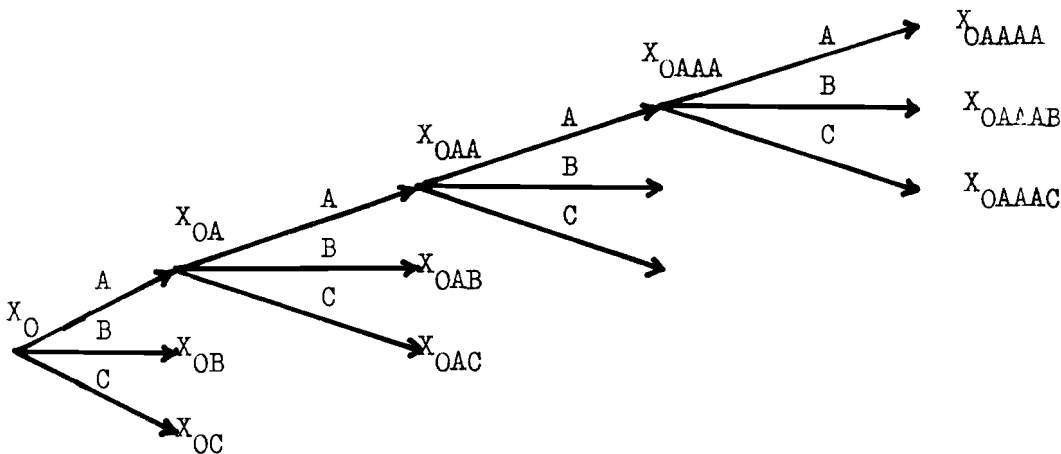 A X_OAAAA
X_OAAA
B
A X_OAAAB
X_OAA C
B
A X_OAAAC
C
X_OA
B
A X_OAB
C
X_O
B
X_OB X_OAC
C
X_OC